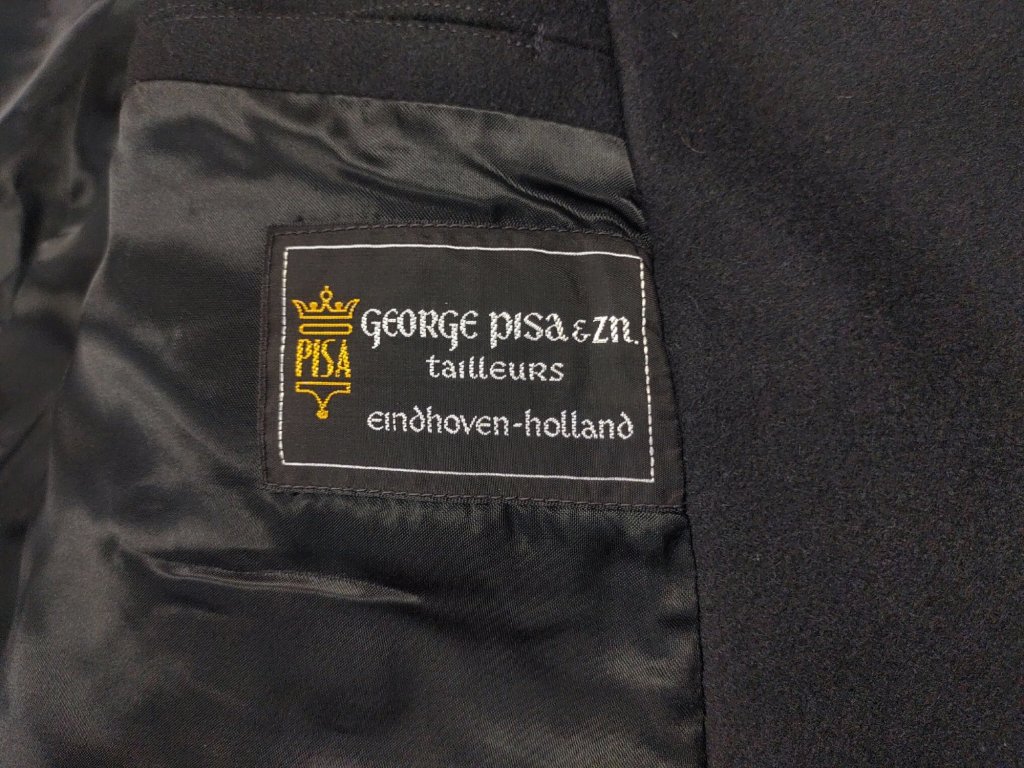 PISA
GEORGE PISA & ZN.
tailleurs
eindhoven-holland